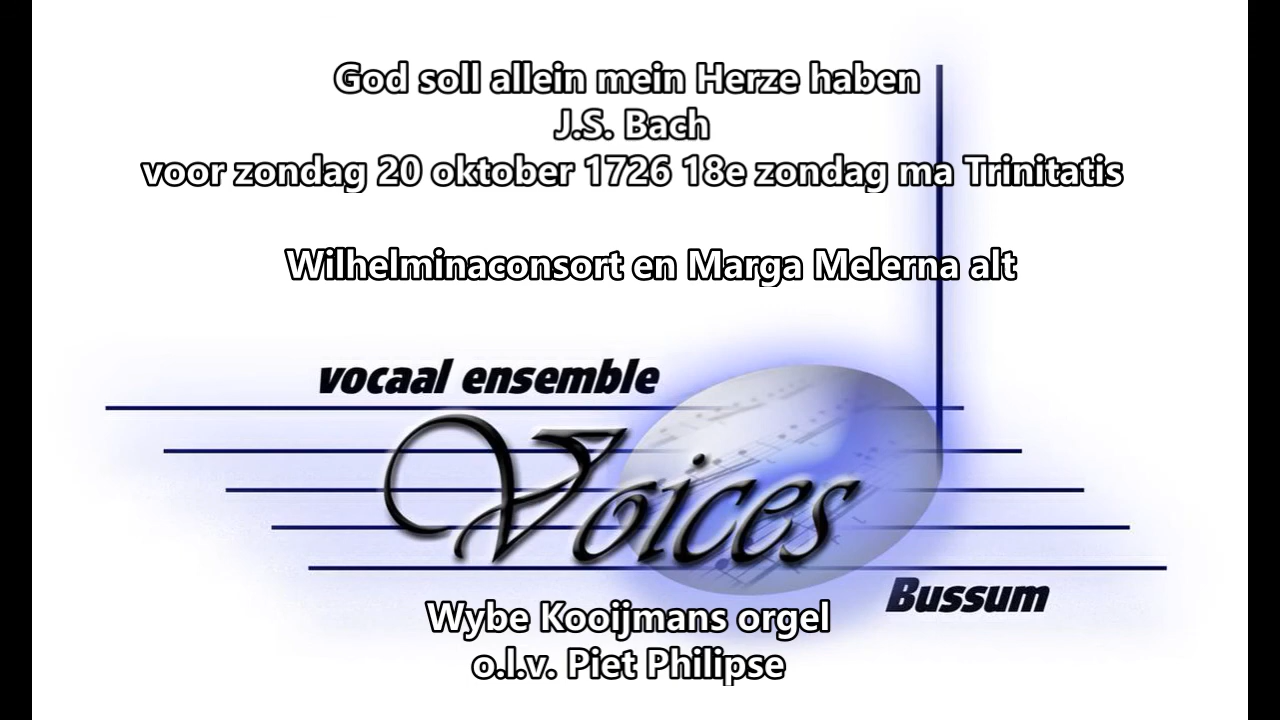 God soll allein mein Herze haben
J.S. Bach
voor zondag 20 oktober 1726 18e zondag ma Trinitatis
Wilhelminaconsort en Marga Melerna alt
vocaal ensemble
Voices
Bussum
Wybe Kooijmans orgel
o.l.v. Piet Philipse